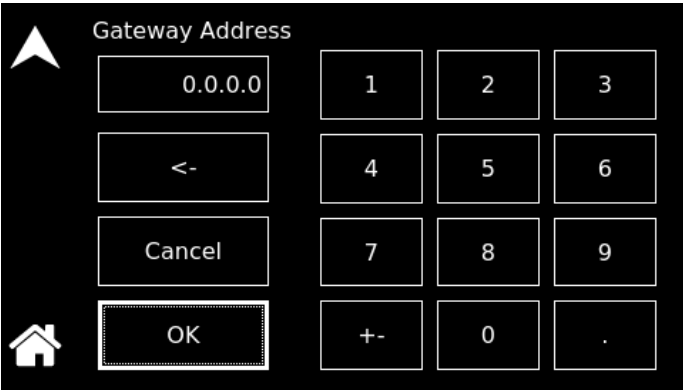 Gateway Address
0.0.0.0
1 2 3
<-
4 5 6
Cancel
7 8 9
OK
+- 0 .